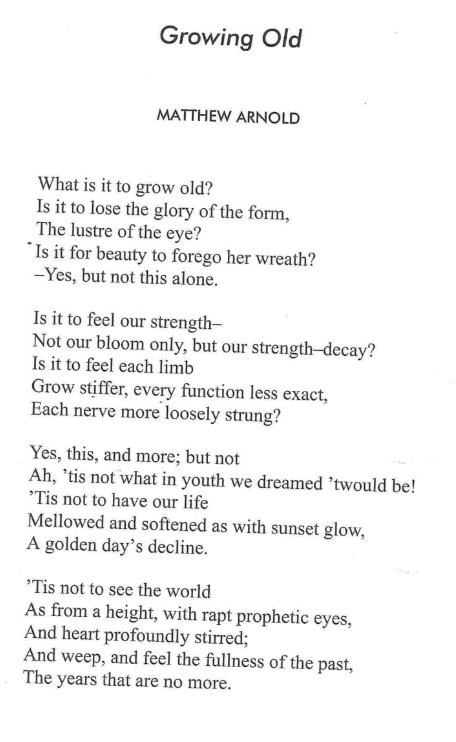 Growing Old
MATTHEW ARNOLD
What is it to grow old?
Is it to lose the glory of the form,
The lustre of the eye?
Is it for beauty to forego her wreath?
–Yes, but not this alone.
Is it to feel our strength–
Not our bloom only, but our strength–decay?
Is it to feel each limb
Grow stiffer, every function less exact,
Each nerve more loosely strung?
Yes, this, and more; but not
Ah, ’tis not what in youth we dreamed ’twould be!
’Tis not to have our life
Mellowed and softened as with sunset glow,
A golden day’s decline.
’Tis not to see the world
As from a height, with rapt prophetic eyes,
And heart profoundly stirred;
And weep, and feel the fullness of the past,
The years that are no more.